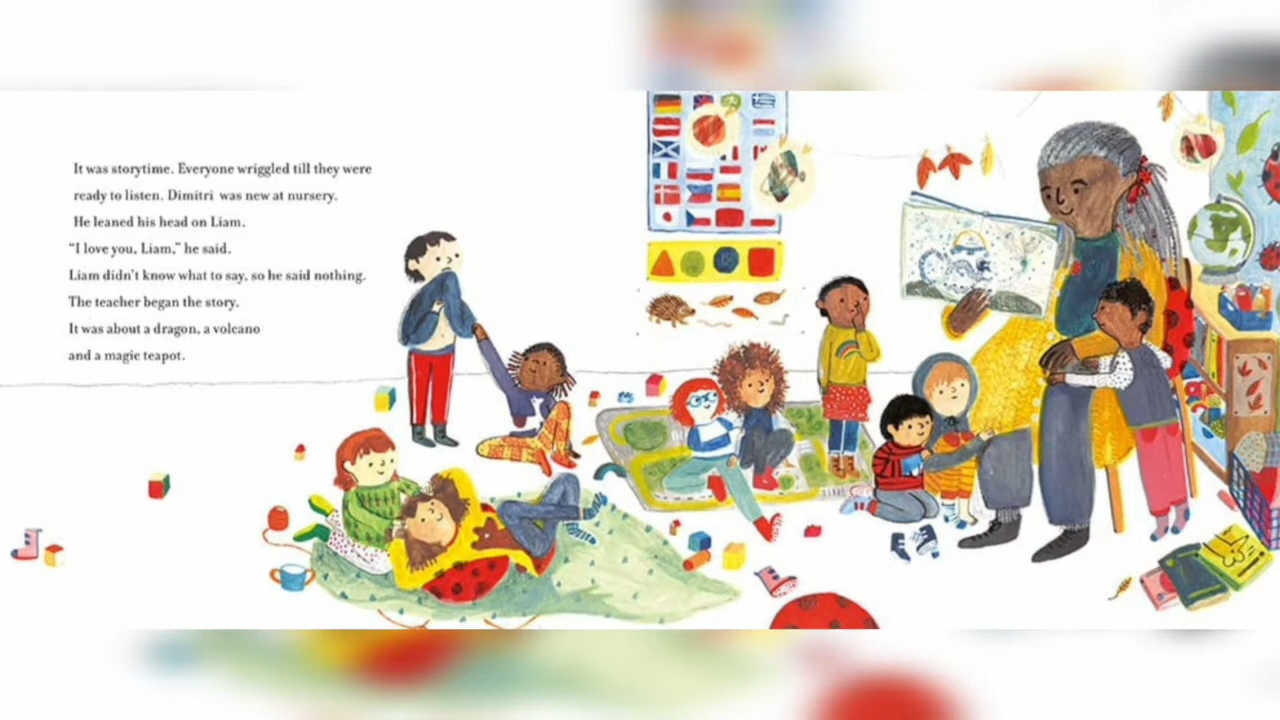 It was storytime. Everyone wriggled till they were
ready to listen. Dimitri was new at nursery.
He leaned his head on Liam.
“I love you, Liam,” he said.
Liam didn’t know what to say, so he said nothing.
The teacher began the story.
It was about a dragon, a volcano
and a magic teapot.